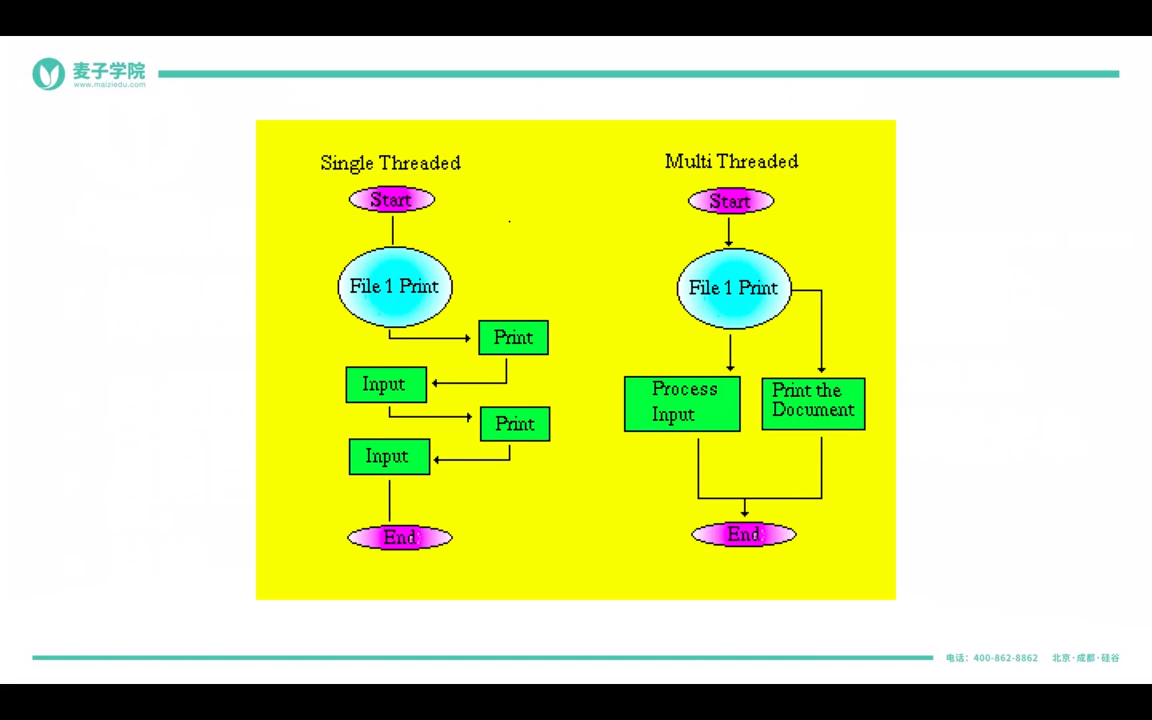 麦子学院
www.maiziedu.com
Single Threaded
Start
File 1 Print
Print
Input
Print
Input
End
Multi Threaded
Start
File 1 Print
Process
Input
Print the
Document
End
电话：400-862-8862 北京·成都·硅谷